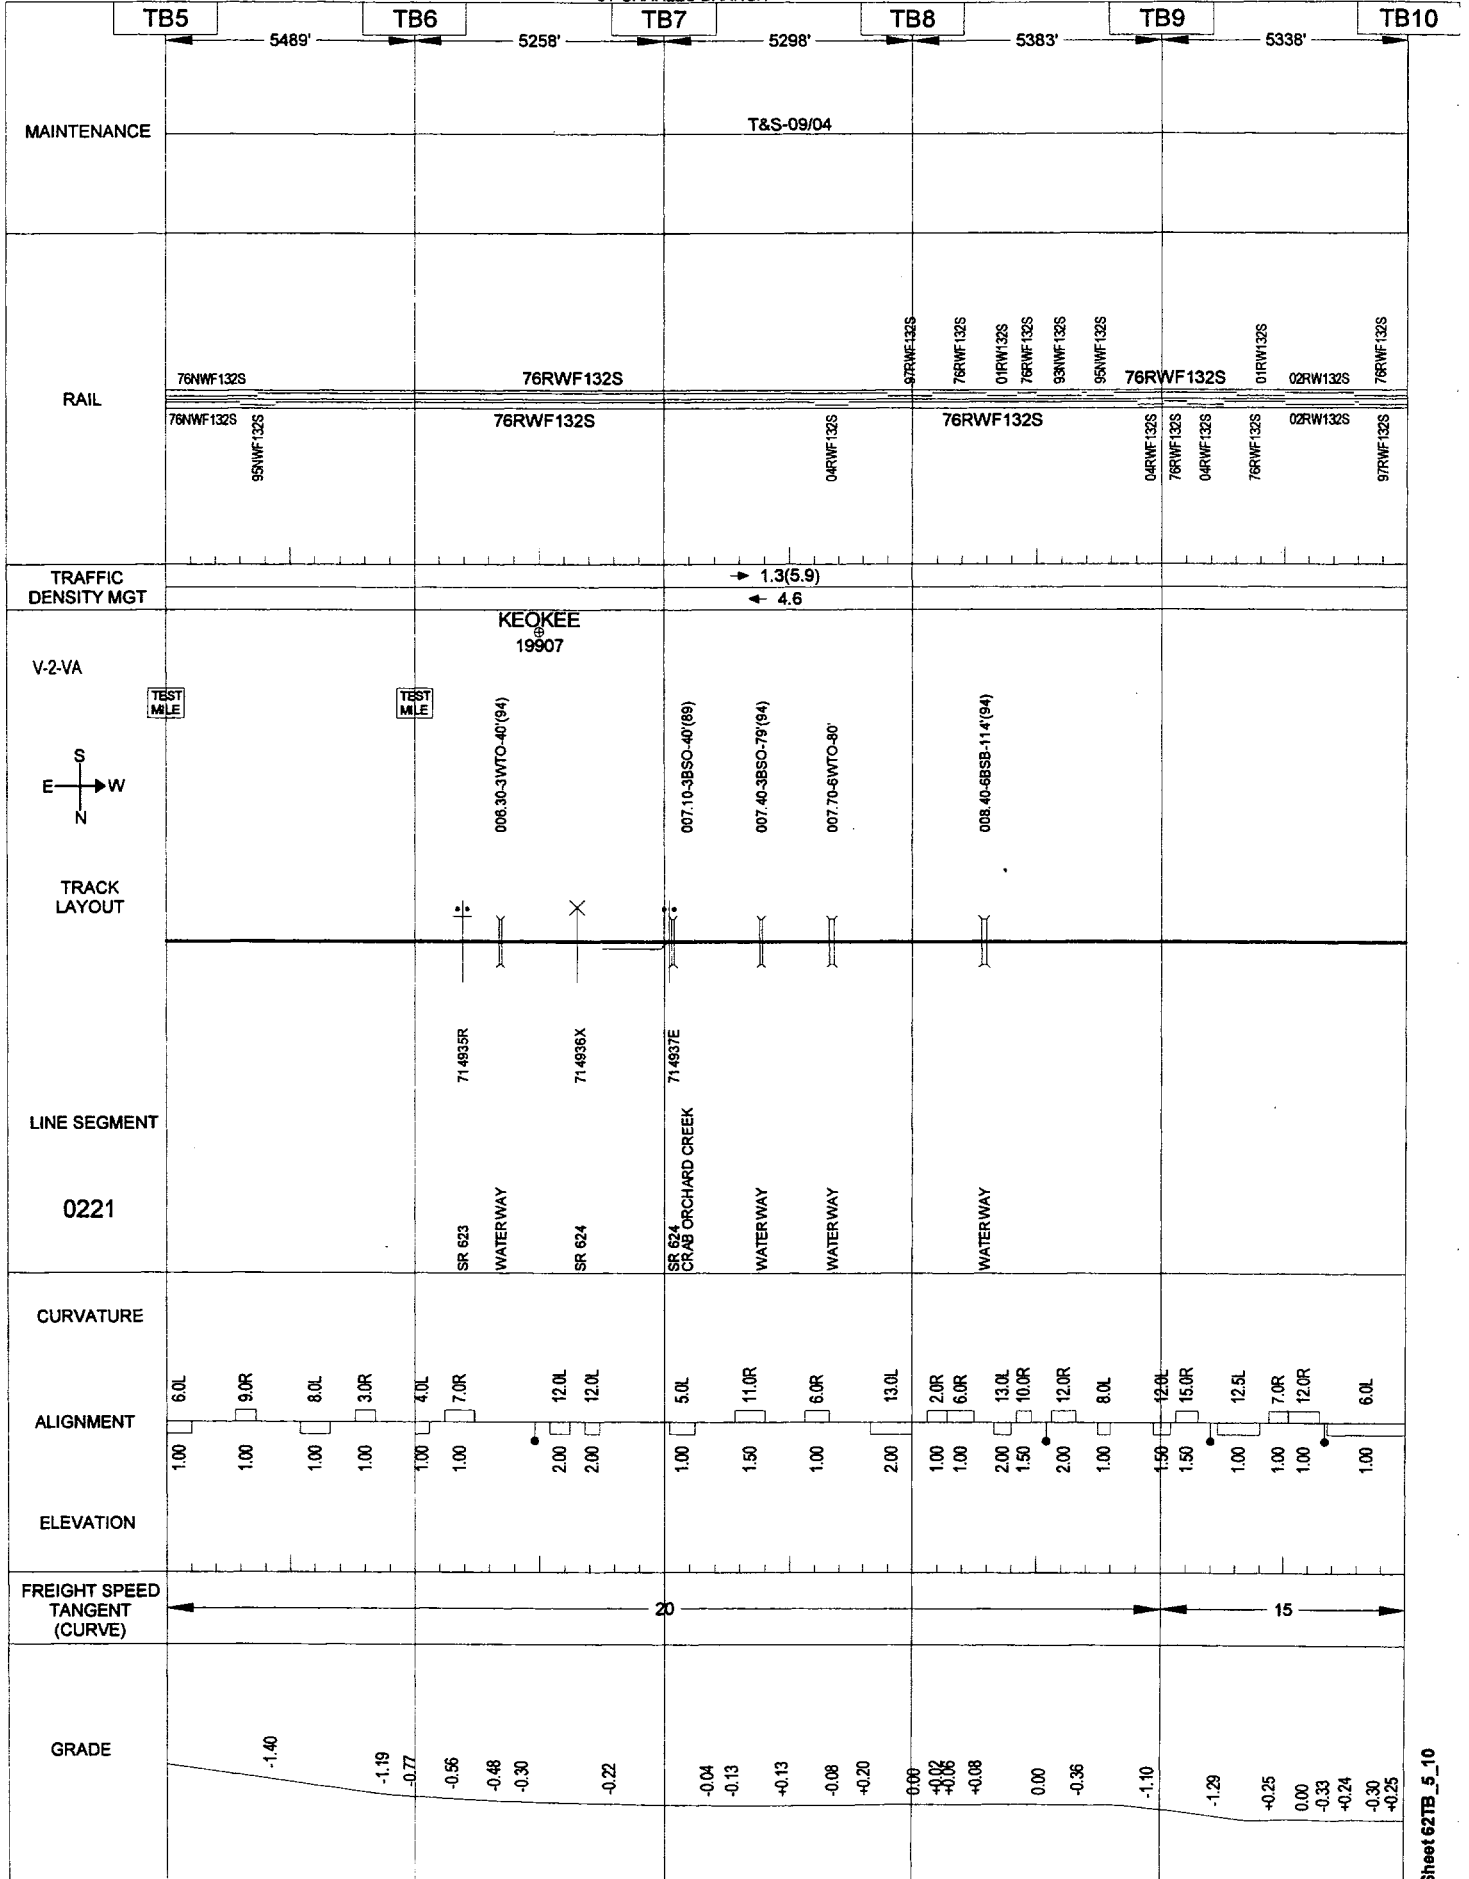 TB5 TB6 TB7 TB8 TB9 TB10
5489' 5258' 5298' 5383' 5338'
MAINTENANCE
T&S-09/04
97RWF132S 76RWF132S 01RW132S 76RWF132S 93NWF132S 95NWF132S 01RW132S 76RWF132S
76NWF132S 76RWF132S 76RWF132S 02RW132S
RAIL
76NWF132S 76RWF132S 76RWF132S 02RW132S
95NWF132S 04RWF132S 04RWF132S 76RWF132S 04RWF132S 76RWF132S 97RWF132S
TRAFFIC
DENSITY MGT
1.3(5.9)
4.6
KEOKEE
19907
V-2-VA
TEST
MILE
TEST
MILE
S
E W
N
006.30-3WTO-40'(94)
007.10-3BSO-40'(89)
007.40-3BSO-79'(94)
007.70-6WTO-80'
008.40-6BSB-114'(94)
TRACK
LAYOUT
714935R
714936X
714937E
LINE SEGMENT
0221
SR 623
WATERWAY
SR 624
SR 624
CRAB ORCHARD CREEK
WATERWAY
WATERWAY
WATERWAY
CURVATURE
6.0L 9.0R 8.0L 3.0R 4.0L 7.0R 12.0L 12.0L 5.0L 11.0R 6.0R 13.0L 2.0R 6.0R 13.0L 10.0R 12.0R 8.0L 12.0L 15.0R 12.5L 7.0R 12.0R 6.0L
ALIGNMENT
1.00 1.00 1.00 1.00 1.00 1.00 2.00 2.00 1.00 1.50 1.00 2.00 1.00 1.00 2.00 1.50 2.00 1.00 1.50 1.50 1.00 1.00 1.00 1.00
ELEVATION
FREIGHT SPEED
TANGENT
(CURVE)
20 15
GRADE
-1.40 -1.19 -0.77 -0.56 -0.48 -0.30 -0.22 -0.04 -0.13 +0.13 -0.08 +0.20 0.00 +0.02 +0.06 +0.08 0.00 -0.36 -1.10 -1.29 +0.25 0.00 -0.33 +0.24 -0.30 +0.25
Sheet 62TB_5_10